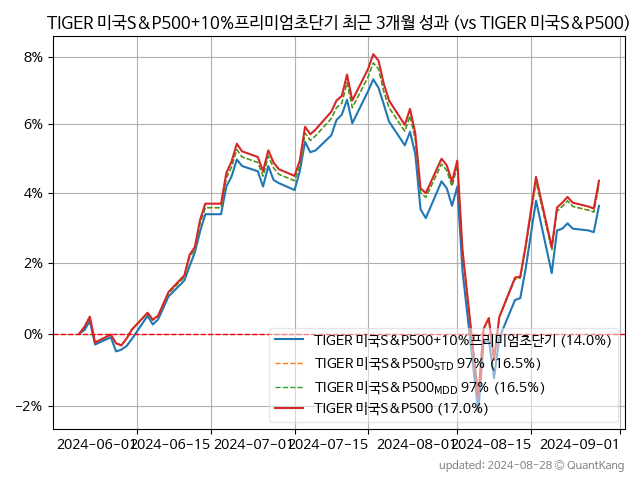 TIGER 미국S&P500+10%프리미엄초단기 최근 3개월 성과 (vs TIGER 미국S&P500)
8%
6%
4%
2%
0%
−2%
TIGER 미국S&P500+10%프리미엄초단기 (14.0%)
TIGER 미국S&P500STD 97% (16.5%)
TIGER 미국S&P500MDD 97% (16.5%)
TIGER 미국S&P500 (17.0%)
2024-06-01 2024-06-15 2024-07-01 2024-07-15 2024-08-01 2024-08-15 2024-09-01
updated: 2024-08-28 © QuantKang